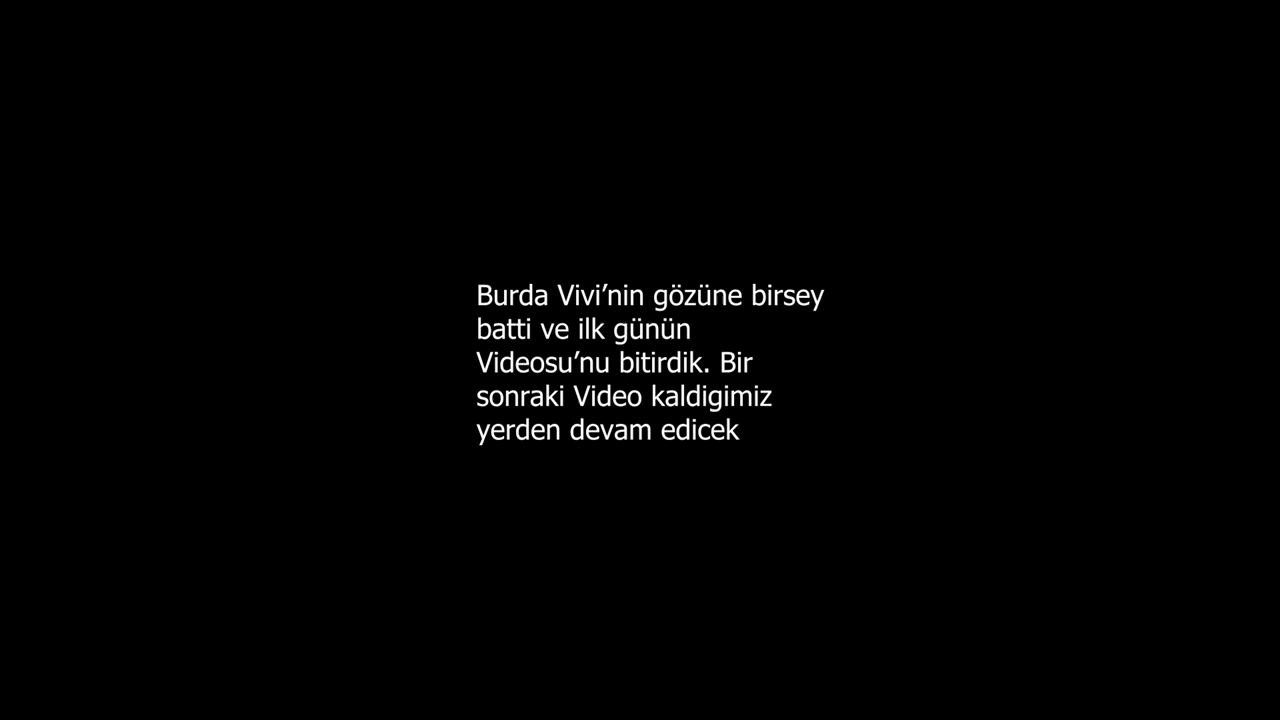 Burda Vivi’nin gözüne birsey
batti ve ilk günün
Videosu’nu bitirdik. Bir
sonraki Video kaldigimiz
yerden devam edicek